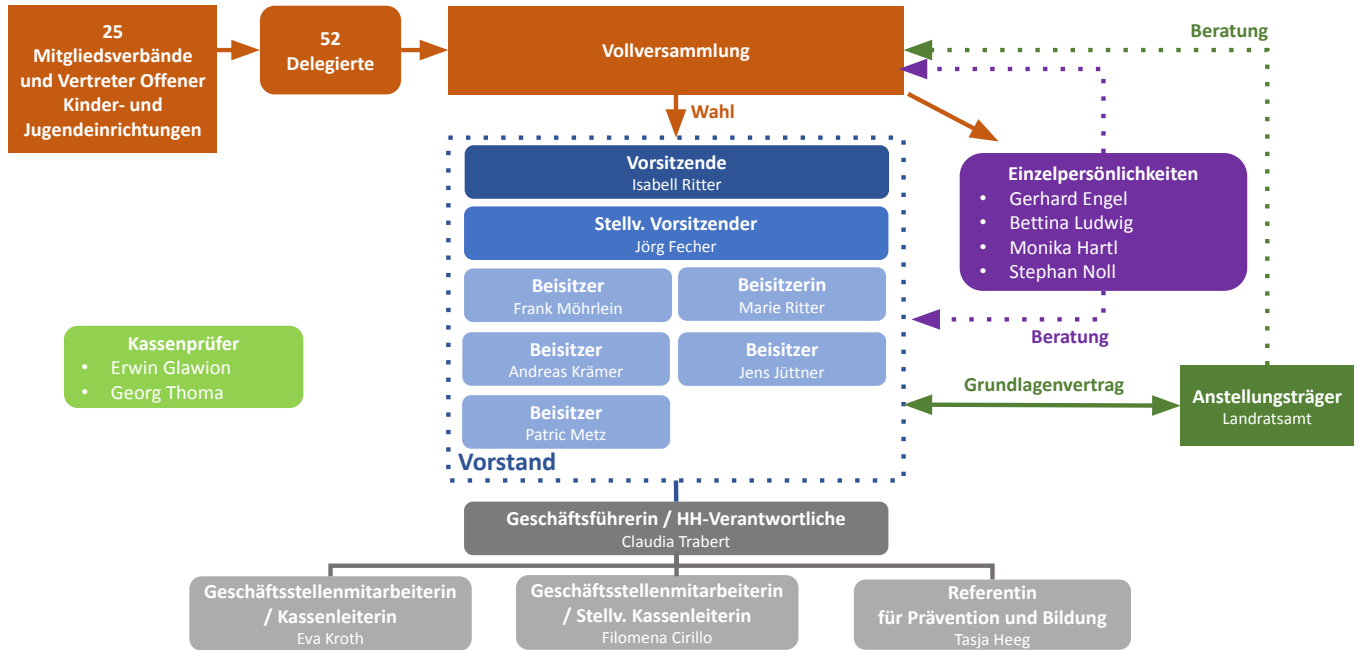 25
Mitgliedsverbände
und Vertreter Offener
Kinder- und
Jugendeinrichtungen
52
Delegierte
Vollversammlung
Beratung
Wahl
Vorsitzende
Isabell Ritter
Stellv. Vorsitzender
Jörg Fecher
Beisitzer
Frank Möhrlein
Beisitzerin
Marie Ritter
Beisitzer
Andreas Krämer
Beisitzer
Jens Jüttner
Beisitzer
Patric Metz
Vorstand
Einzelpersönlichkeiten
• Gerhard Engel
• Bettina Ludwig
• Monika Hartl
• Stephan Noll
Beratung
Kassenprüfer
• Erwin Glawion
• Georg Thoma
Grundlagenvertrag
Anstellungsträger
Landratsamt
Geschäftsführerin / HH-Verantwortliche
Claudia Trabert
Geschäftsstellenmitarbeiterin
/ Kassenleiterin
Eva Kroth
Geschäftsstellenmitarbeiterin
/ Stellv. Kassenleiterin
Filomena Cirillo
Referentin
für Prävention und Bildung
Tasja Heeg